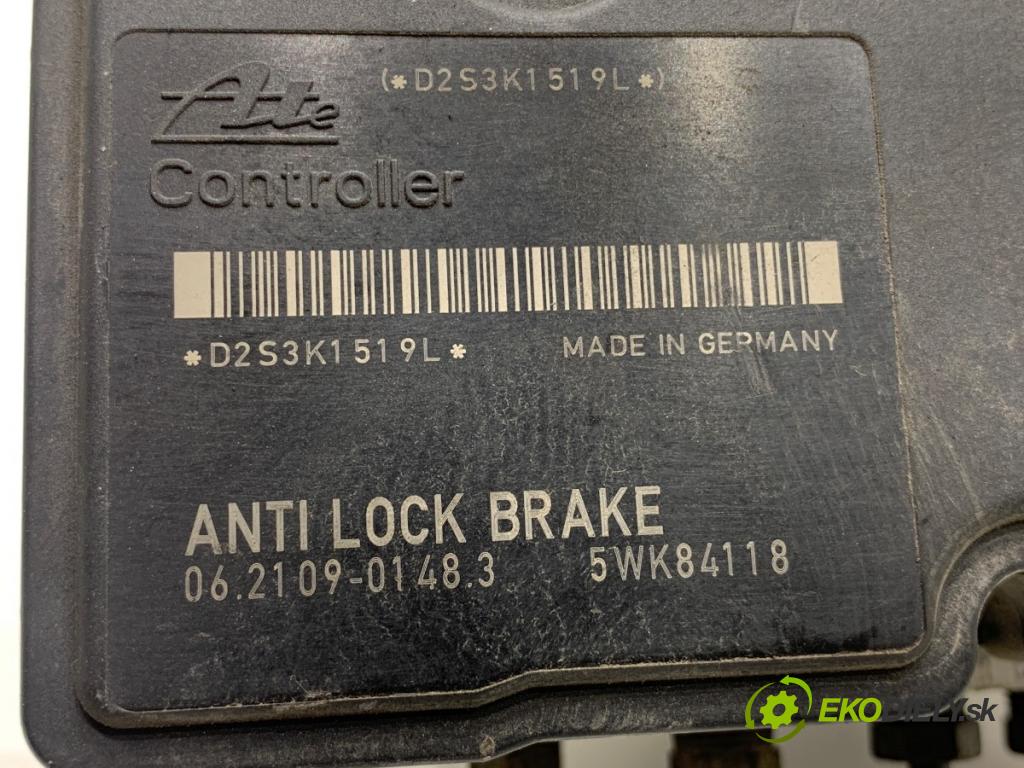 (*D2S3K1519L*)
Ate
Controller
*D2S3K1519L*
MADE IN GERMANY
ANTI LOCK BRAKE
06.2109-0148.3 5WK84118
EKODIELY.sk